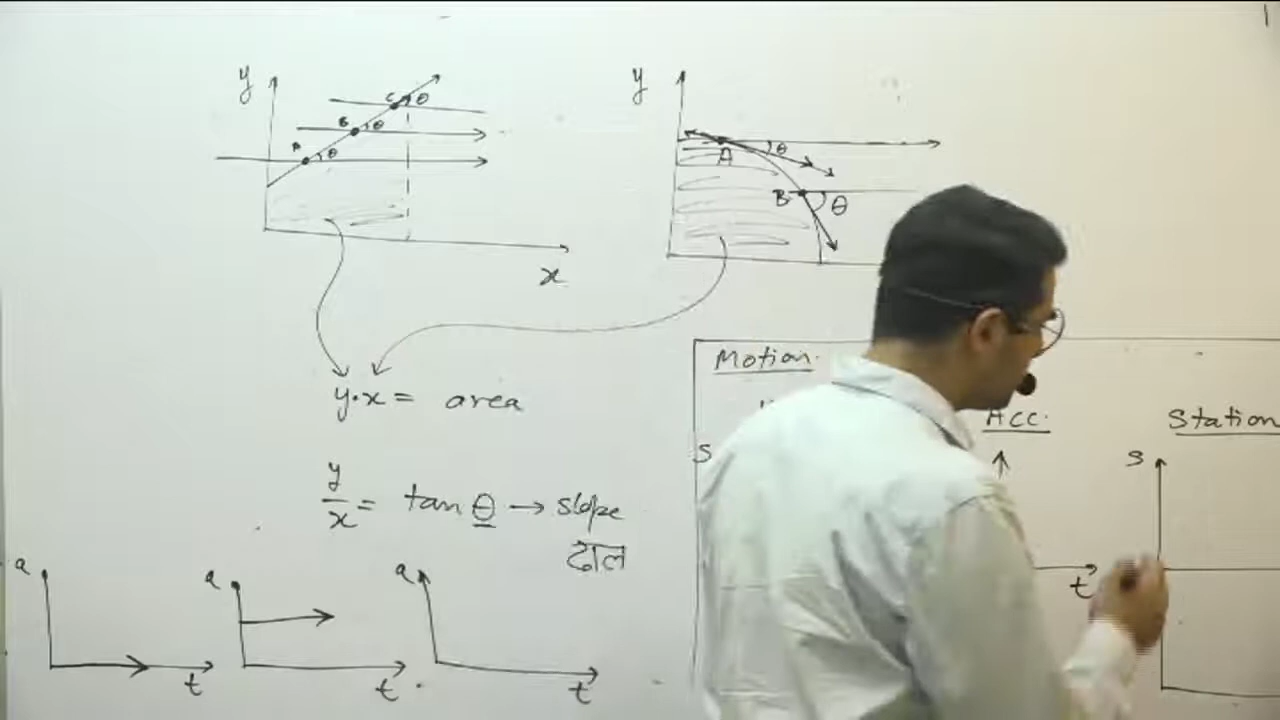 y
C θ
B θ
A θ
x
y
A θ
B θ
y·x = area
y/x = tan θ → slope
ढाल
a
t
a
t
a
t
Motion
S
Acc.
t
Station
S